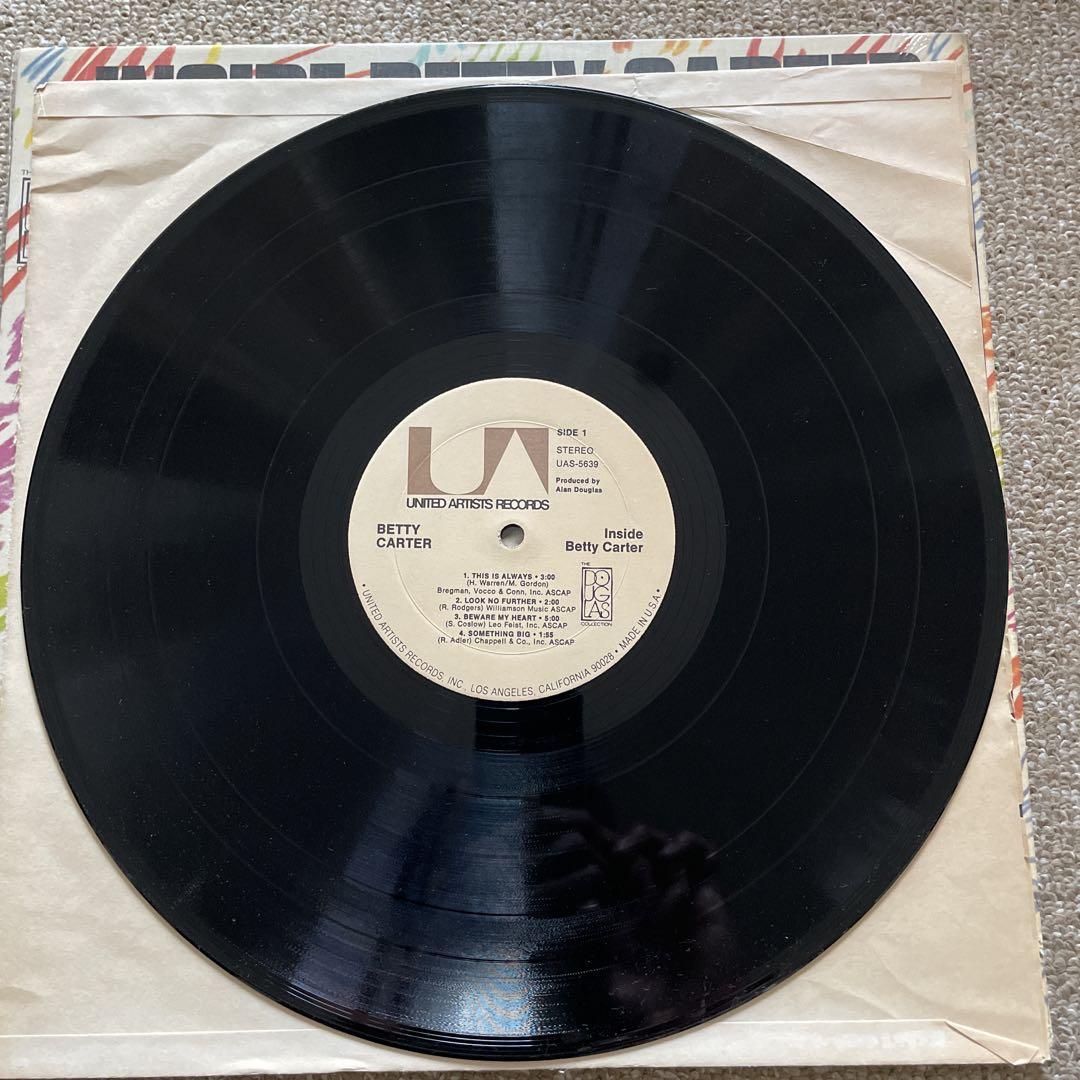 INSIDE BETTY CARTER
UNITED ARTISTS RECORDS
SIDE 1
STEREO
UAS-5639
Produced by
Alan Douglas
BETTY
CARTER
Inside
Betty Carter
1. THIS IS ALWAYS • 3:00
(H. Warren/M. Gordon)
Bregman, Vocco & Conn, Inc. ASCAP
2. LOOK NO FURTHER • 2:00
(R. Rodgers) Williamson Music ASCAP
3. BEWARE MY HEART • 5:00
(S. Coslow) Leo Feist, Inc. ASCAP
4. SOMETHING BIG • 1:55
(R. Adler) Chappell & Co., Inc. ASCAP
THE
DOUGLAS
COLLECTION
• UNITED ARTISTS RECORDS, INC., LOS ANGELES, CALIFORNIA 90028 • MADE IN U.S.A. •